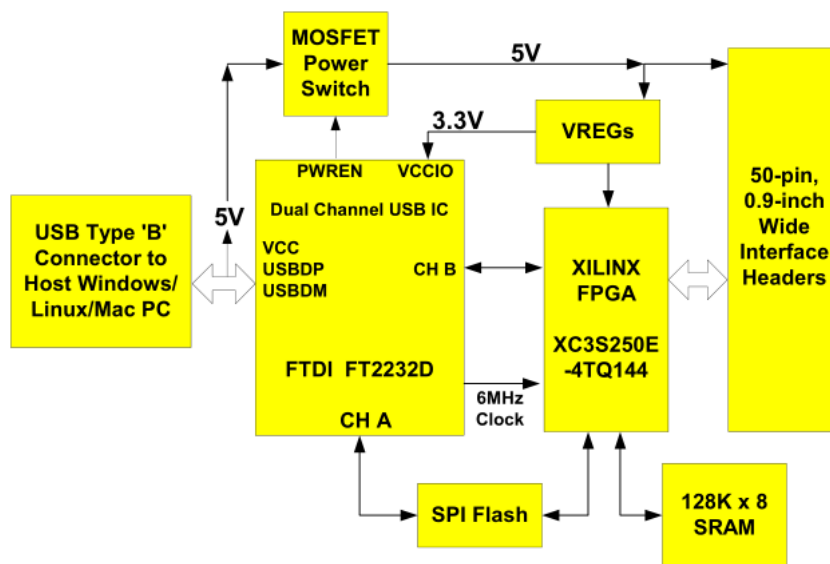 MOSFET
Power
Switch
5V
3.3V
VREGs
PWREN
VCCIO
Dual Channel USB IC
VCC
USBDP
USBDM
CH B
FTDI FT2232D
CH A
5V
USB Type 'B'
Connector to
Host Windows/
Linux/Mac PC
XILINX
FPGA
XC3S250E
-4TQ144
6MHz
Clock
50-pin,
0.9-inch
Wide
Interface
Headers
SPI Flash
128K x 8
SRAM